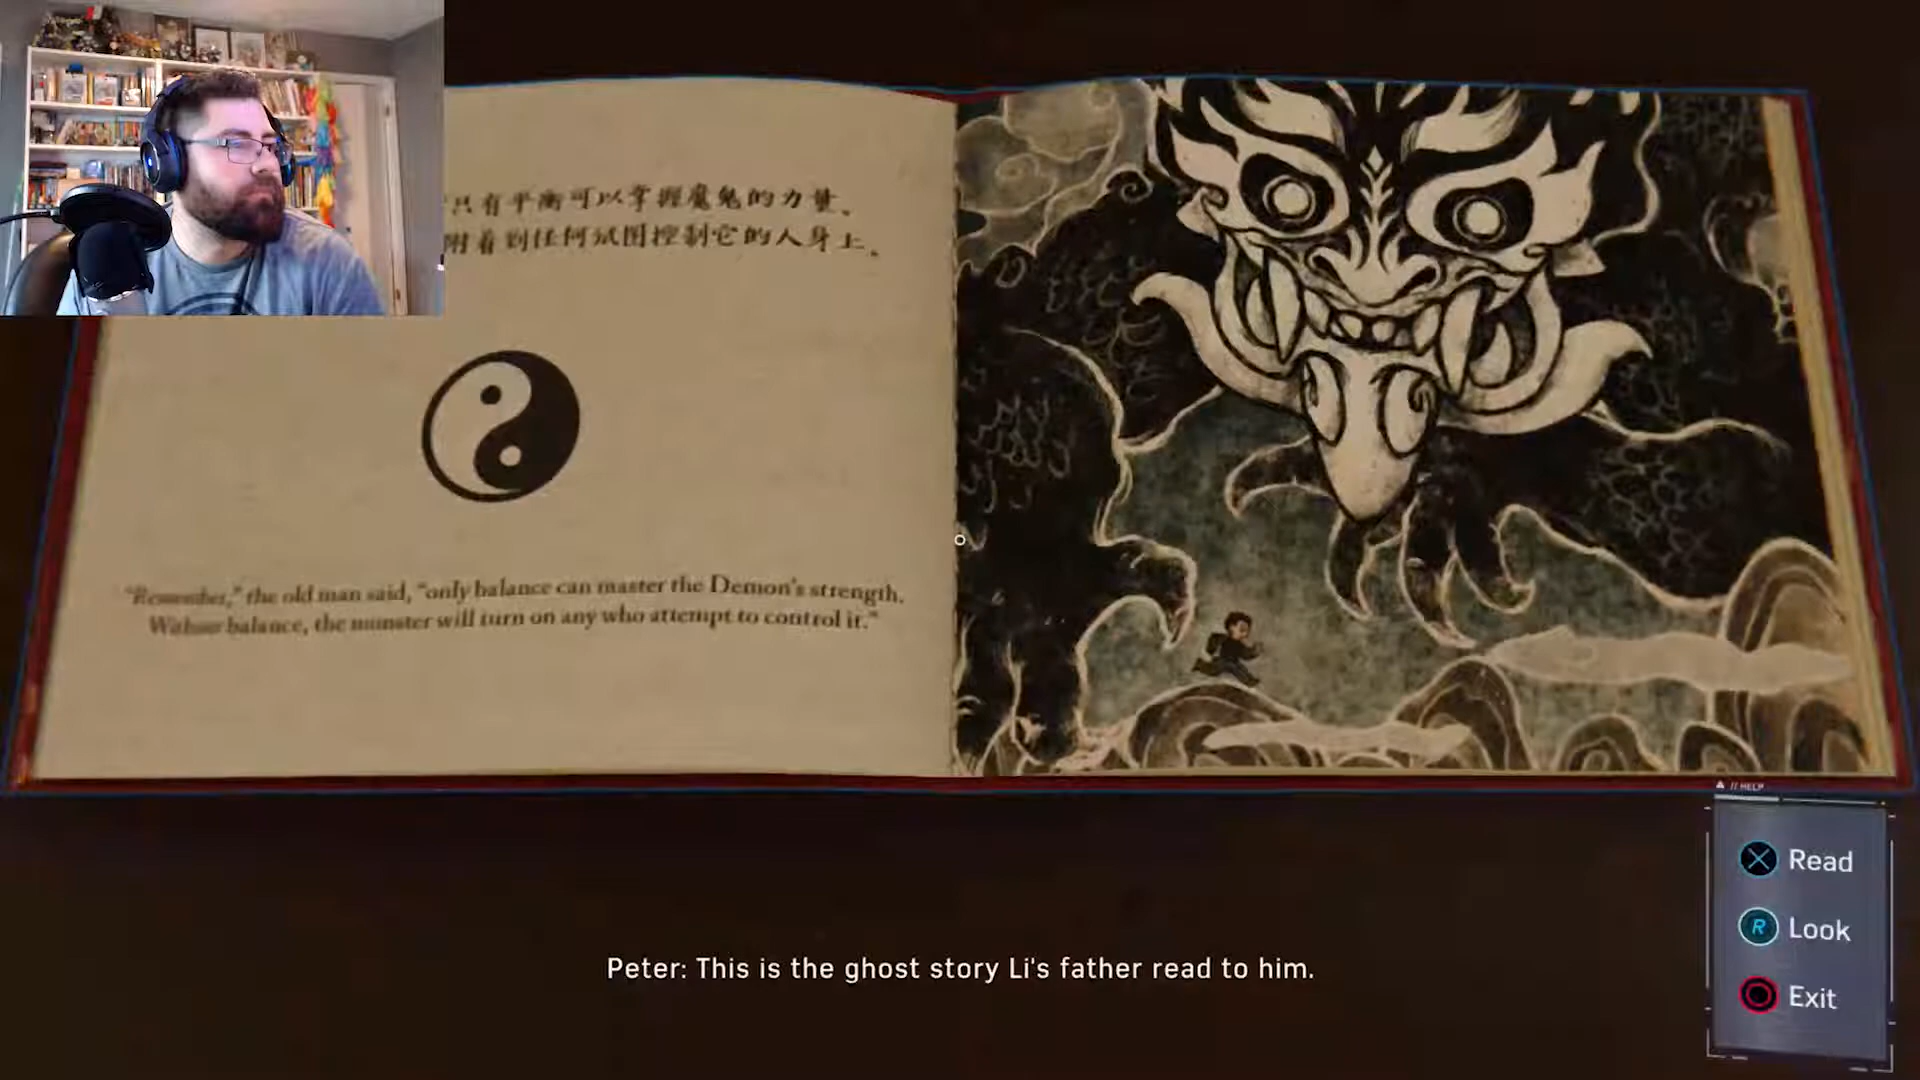 只有平衡可以掌握魔鬼的力量。
附着到任何试图控制它的人身上。
"Remember," the old man said, "only balance can master the Demon's strength.
Without balance, the monster will turn on any who attempt to control it."
// HELP
Read
R Look
Exit
Peter: This is the ghost story Li's father read to him.